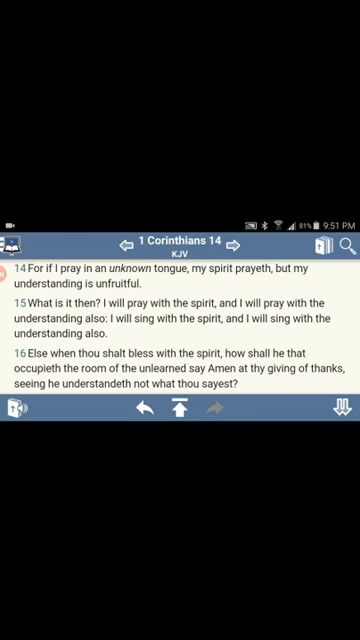 81% 9:51 PM
1 Corinthians 14
KJV
14 For if I pray in an unknown tongue, my spirit prayeth, but my
understanding is unfruitful.
15 What is it then? I will pray with the spirit, and I will pray with the
understanding also: I will sing with the spirit, and I will sing with the
understanding also.
16 Else when thou shalt bless with the spirit, how shall he that
occupieth the room of the unlearned say Amen at thy giving of thanks,
seeing he understandeth not what thou sayest?